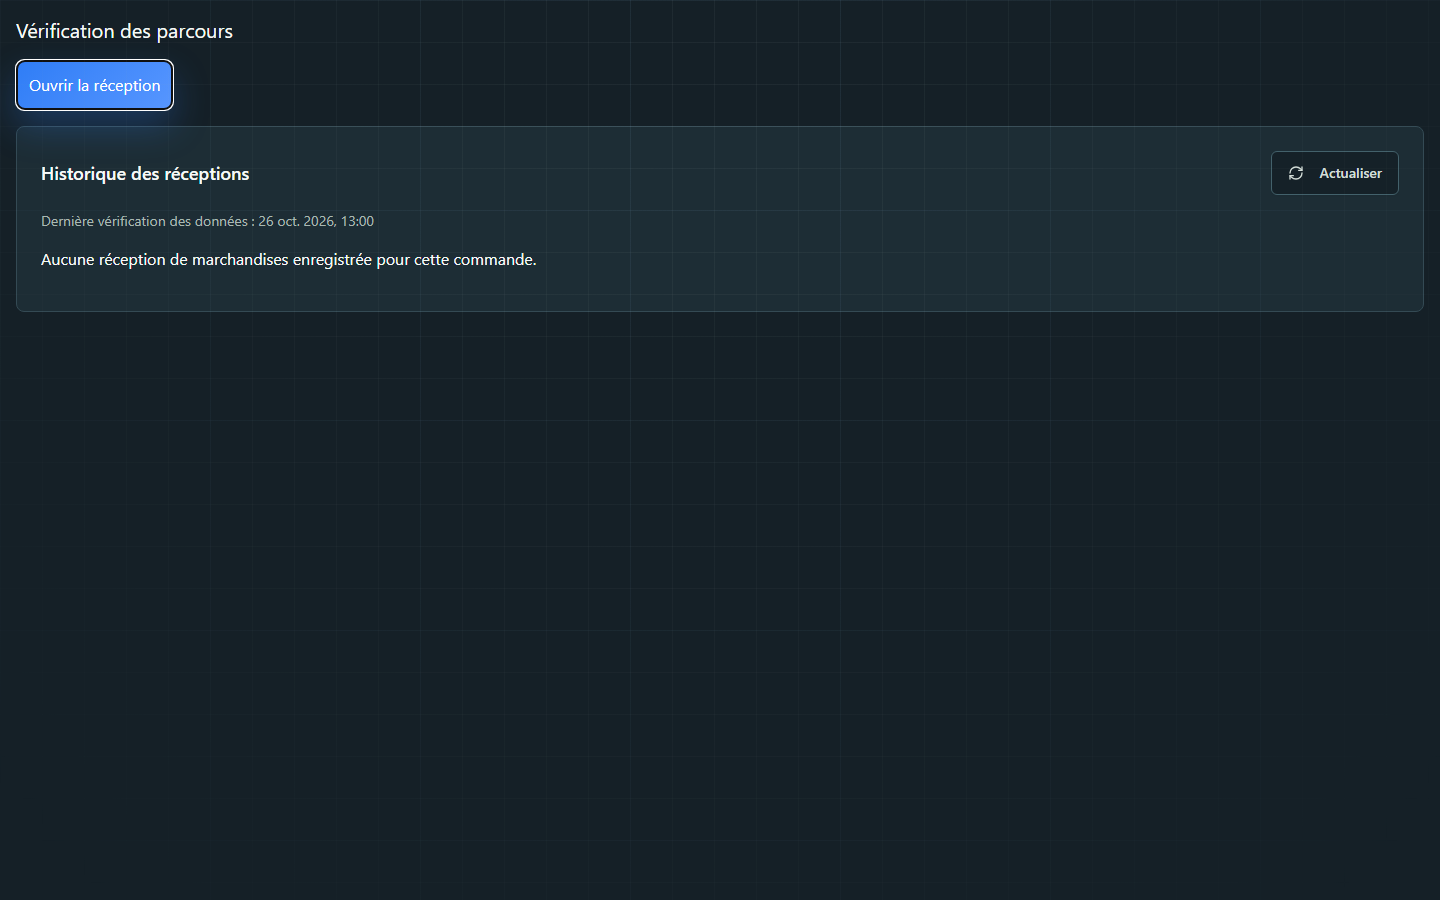 Vérification des parcours
Ouvrir la réception
Historique des réceptions
Actualiser
Dernière vérification des données : 26 oct. 2026, 13:00
Aucune réception de marchandises enregistrée pour cette commande.